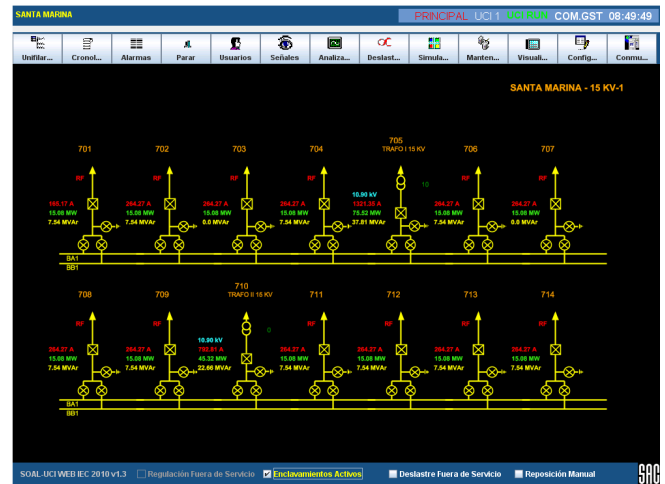 SANTA MARINA
PRINCIPAL UCI 1 COM.GST 08:49:49
Unifilar... Cronol... Alarmas Parar Usuarios Señales Analiza... Deslast... Simula... Manten... Visuali... Config... Conmu...
SANTA MARINA - 15 KV-1
701 702 703 704 705 706 707
TRAFO I 15 KV
RF RF RF RF RF RF
10
10.90 kV
264.27 A 264.27 A 264.27 A 1321.35 A 264.27 A 264.27 A
15.08 MW 15.08 MW 15.08 MW 15.08 MW 75.52 MW 15.08 MW 15.08 MW
7.54 MVAr 7.54 MVAr 0.0 MVAr 7.54 MVAr 37.81 MVAr 7.54 MVAr 0.0 MVAr
BA1
BB1
708 709 710 711 712 713 714
TRAFO II 15 KV
RF RF RF RF RF RF
0
10.90 kV
264.27 A 264.27 A 792.81 A 264.27 A 264.27 A 264.27 A 264.27 A
15.08 MW 15.08 MW 45.32 MW 15.08 MW 15.08 MW 15.08 MW 15.08 MW
7.54 MVAr 7.54 MVAr 22.66 MVAr 7.54 MVAr 7.54 MVAr 7.54 MVAr 7.54 MVAr
BA1
BB1
SOAL-UCI WEB IEC 2010 v1.3 Regulación Fuera de Servicio Enclavamientos Activos Deslastre Fuera de Servicio Reposición Manual SAC